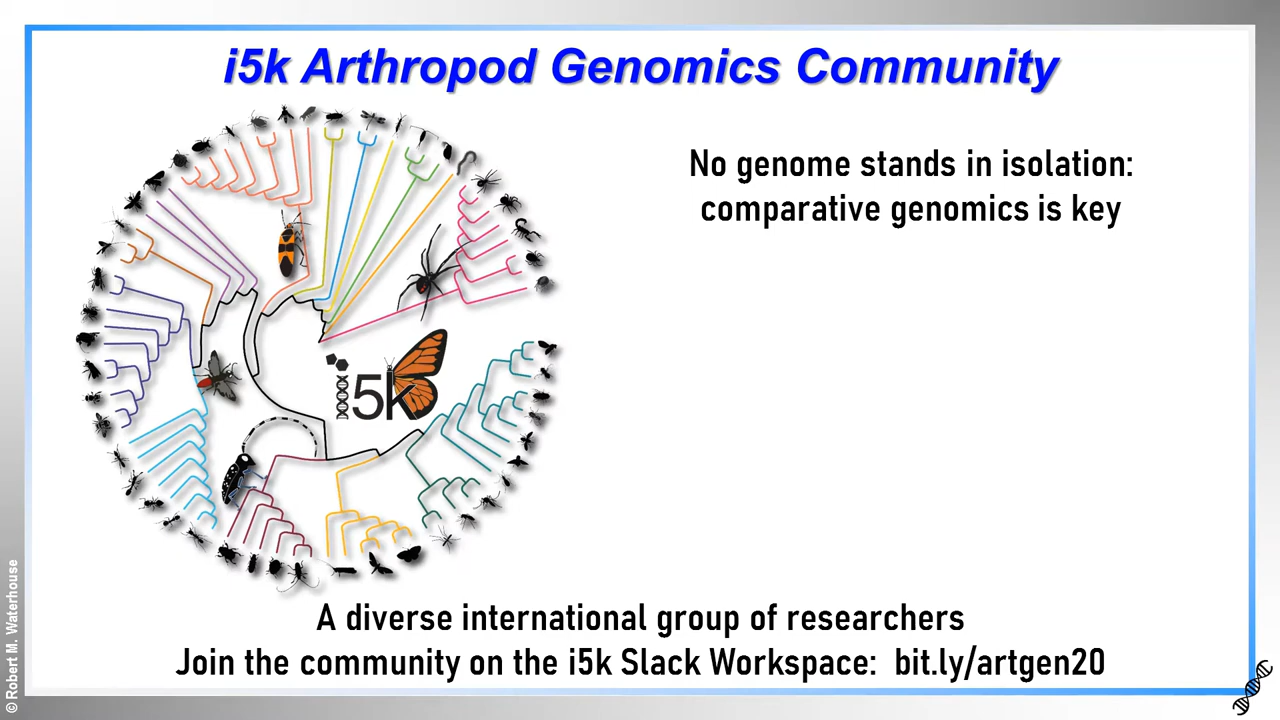 i5k Arthropod Genomics Community
No genome stands in isolation:
comparative genomics is key
i5k
A diverse international group of researchers
Join the community on the i5k Slack Workspace: bit.ly/artgen20
© Robert M. Waterhouse